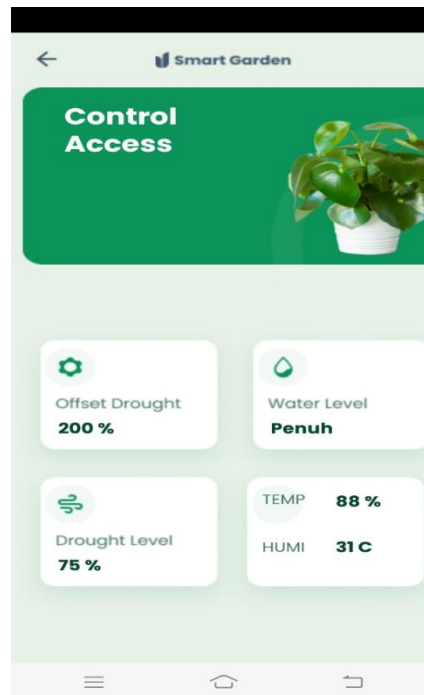 Smart Garden
Control
Access
Offset Drought
200 %
Water Level
Penuh
Drought Level
75 %
TEMP 88 %
HUMI 31 C